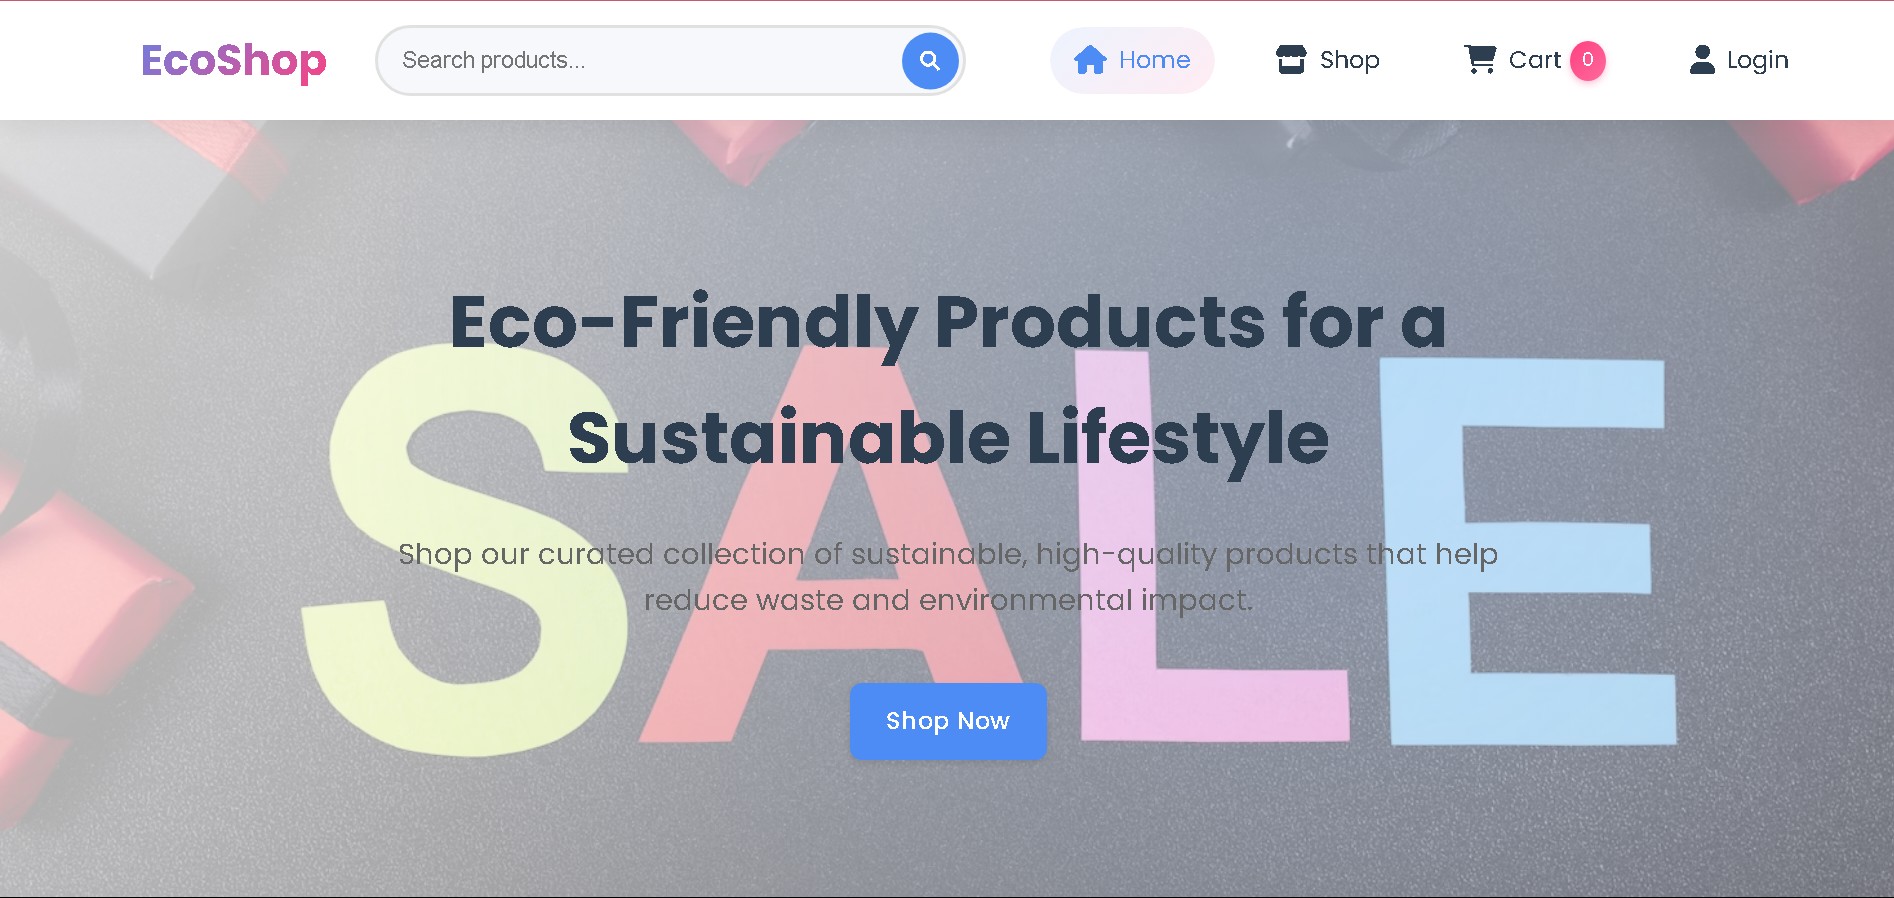 EcoShop
Search products...
Home
Shop
Cart 0
Login
Eco-Friendly Products for a
Sustainable Lifestyle
SALE
Shop our curated collection of sustainable, high-quality products that help
reduce waste and environmental impact.
Shop Now